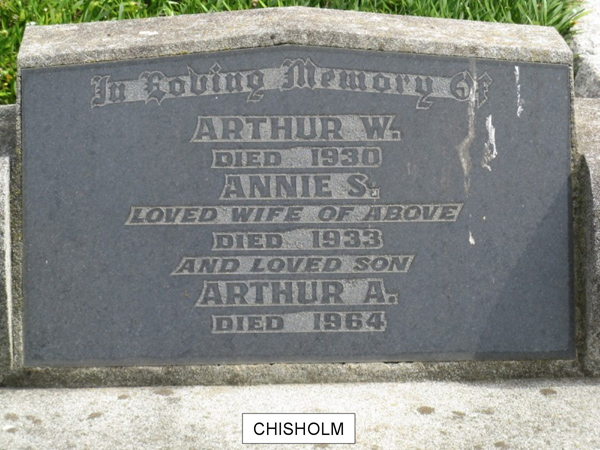 In Loving Memory Of
ARTHUR W.
DIED 1930
ANNIE S.
LOVED WIFE OF ABOVE
DIED 1933
AND LOVED SON
ARTHUR A.
DIED 1964
CHISHOLM